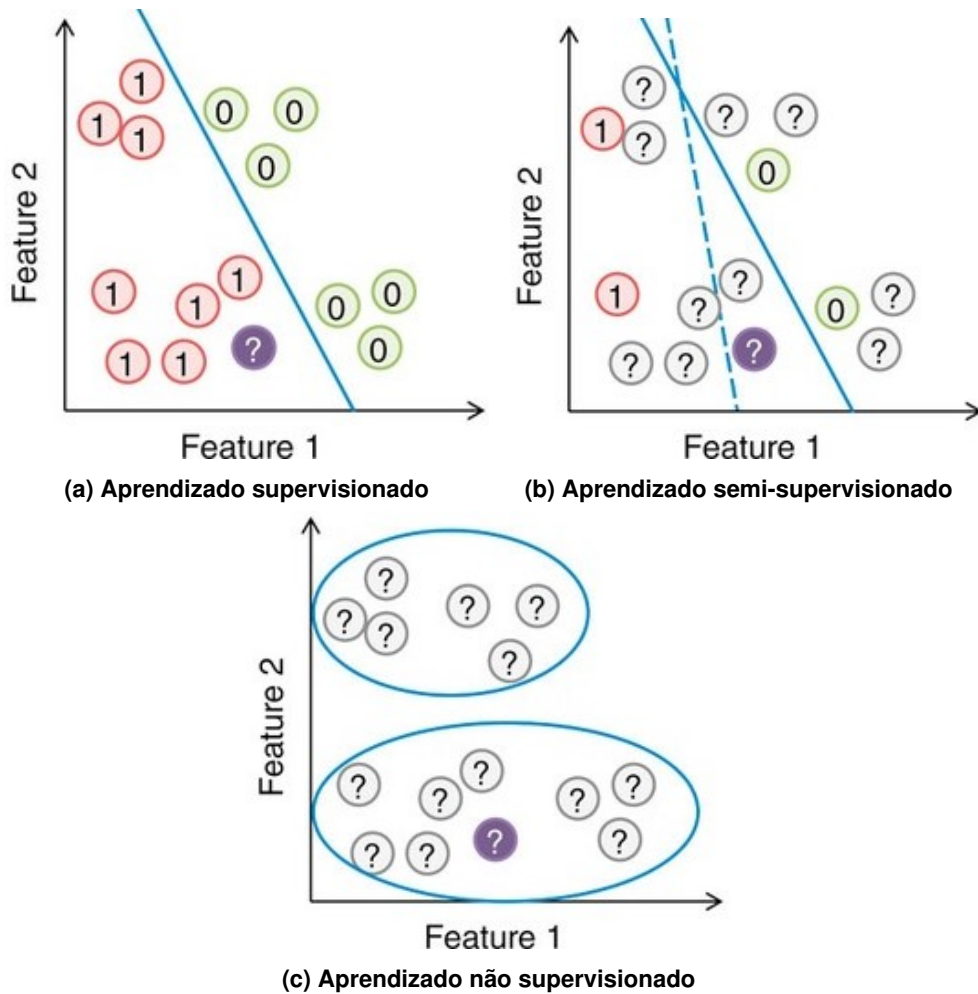 1 ? ?
1 1 0 0 1 ? ? ?
0 0
Feature 2 Feature 2
1 1 1 0 0 1 ? ? 0 ?
1 1 ? 0 ? ? ? ?
Feature 1 Feature 1
(a) Aprendizado supervisionado (b) Aprendizado semi-supervisionado
?
? ? ? ?
?
Feature 2
? ? ? ? ?
? ? ? ?
Feature 1
(c) Aprendizado não supervisionado